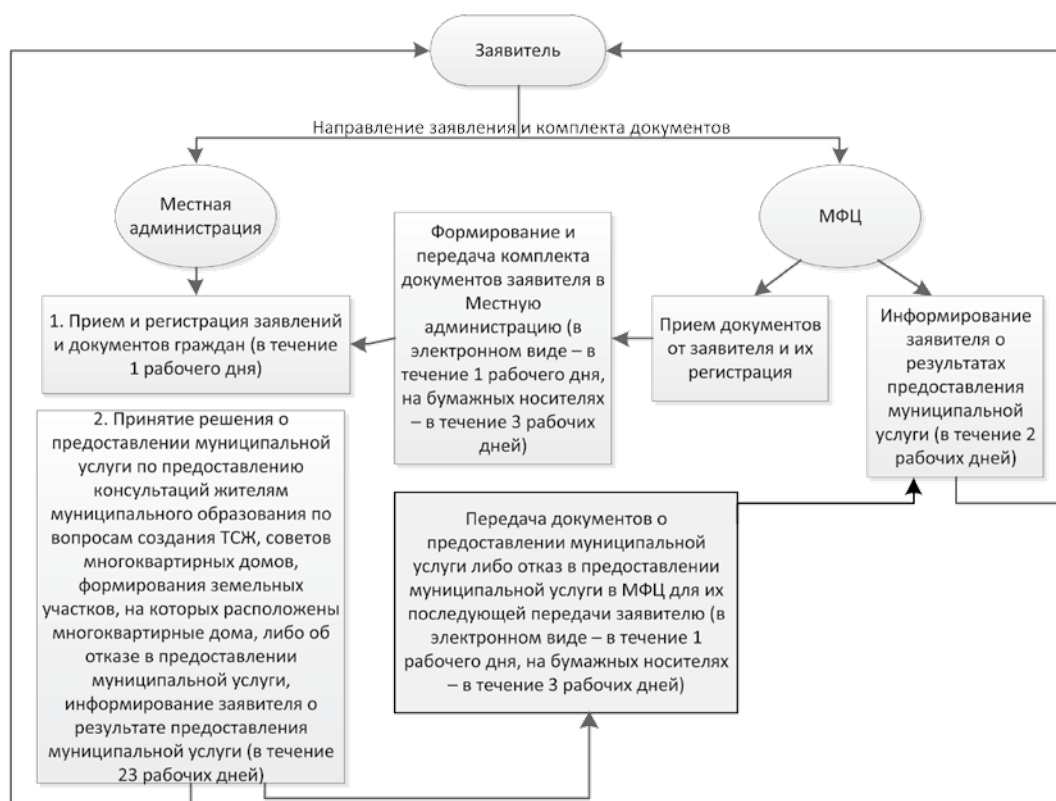 Заявитель
Направление заявления и комплекта документов
Местная
администрация
МФЦ
Формирование и
передача комплекта
документов заявителя в
Местную
администрацию (в
электронном виде – в
течение 1 рабочего дня,
на бумажных носителях
– в течение 3 рабочих
дней)
1. Прием и регистрация заявлений
и документов граждан (в течение
1 рабочего дня)
Прием документов
от заявителя и их
регистрация
Информирование
заявителя о
результатах
предоставления
муниципальной
услуги (в течение 2
рабочих дней)
2. Принятие решения о
предоставлении муниципальной
услуги по предоставлению
консультаций жителям
муниципального образования по
вопросам создания ТСЖ, советов
многоквартирных домов,
формирования земельных
участков, на которых расположены
многоквартирные дома, либо об
отказе в предоставлении
муниципальной услуги,
информирование заявителя о
результате предоставления
муниципальной услуги (в течение
23 рабочих дней)
Передача документов о
предоставлении муниципальной
услуги либо отказ в предоставлении
муниципальной услуги в МФЦ для их
последующей передачи заявителю (в
электронном виде – в течение 1
рабочего дня, на бумажных носителях
– в течение 3 рабочих дней)